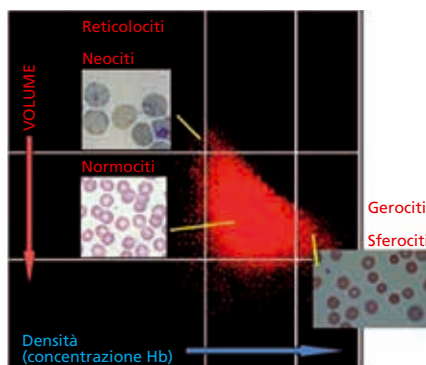 Reticolociti
Neociti
VOLUME
Normociti
Gerociti
Sferociti
Densità
(concentrazione Hb)